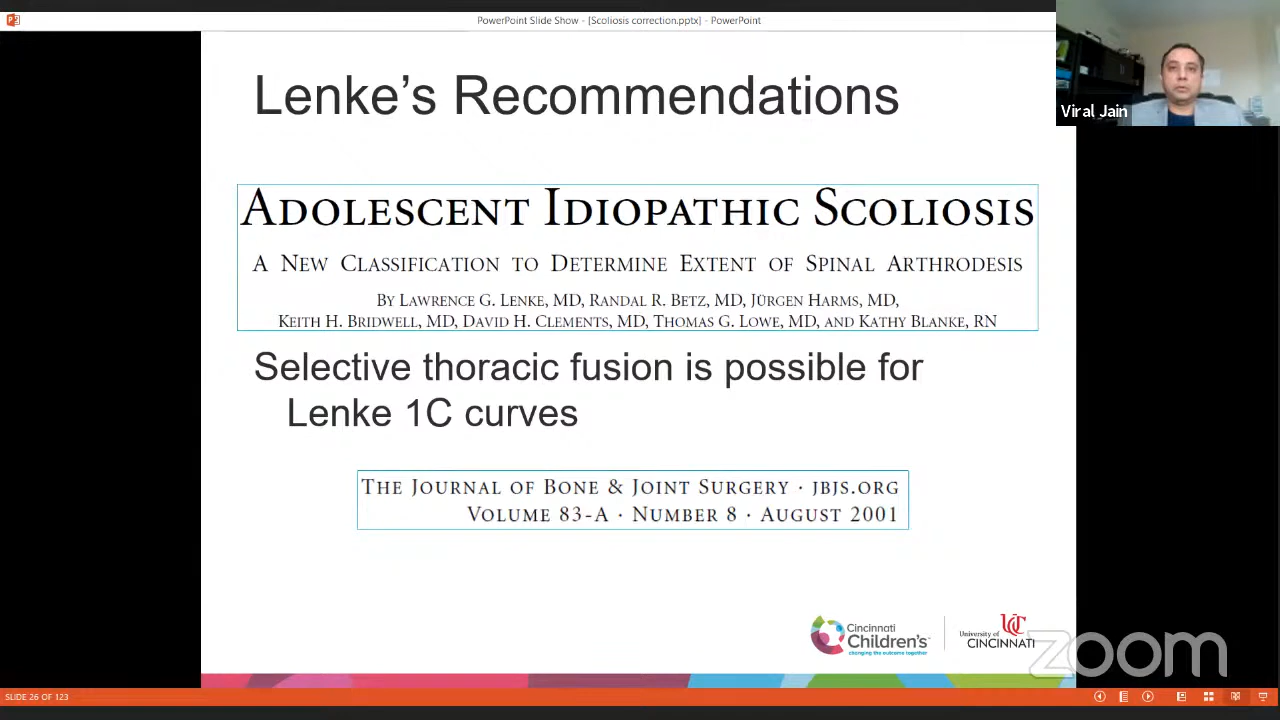 PowerPoint Slide Show - [Scoliosis correction.pptx] - PowerPoint
Viral Jain
Lenke's Recommendations
ADOLESCENT IDIOPATHIC SCOLIOSIS
A NEW CLASSIFICATION TO DETERMINE EXTENT OF SPINAL ARTHRODESIS
BY LAWRENCE G. LENKE, MD, RANDAL R. BETZ, MD, JÜRGEN HARMS, MD,
KEITH H. BRIDWELL, MD, DAVID H. CLEMENTS, MD, THOMAS G. LOWE, MD, AND KATHY BLANKE, RN
Selective thoracic fusion is possible for
Lenke 1C curves
THE JOURNAL OF BONE & JOINT SURGERY · JBJS.ORG
VOLUME 83-A · NUMBER 8 · AUGUST 2001
Cincinnati
Children's
changing the outcome together
UC
University of
CINCINNATI
zoom
SLIDE 26 OF 123